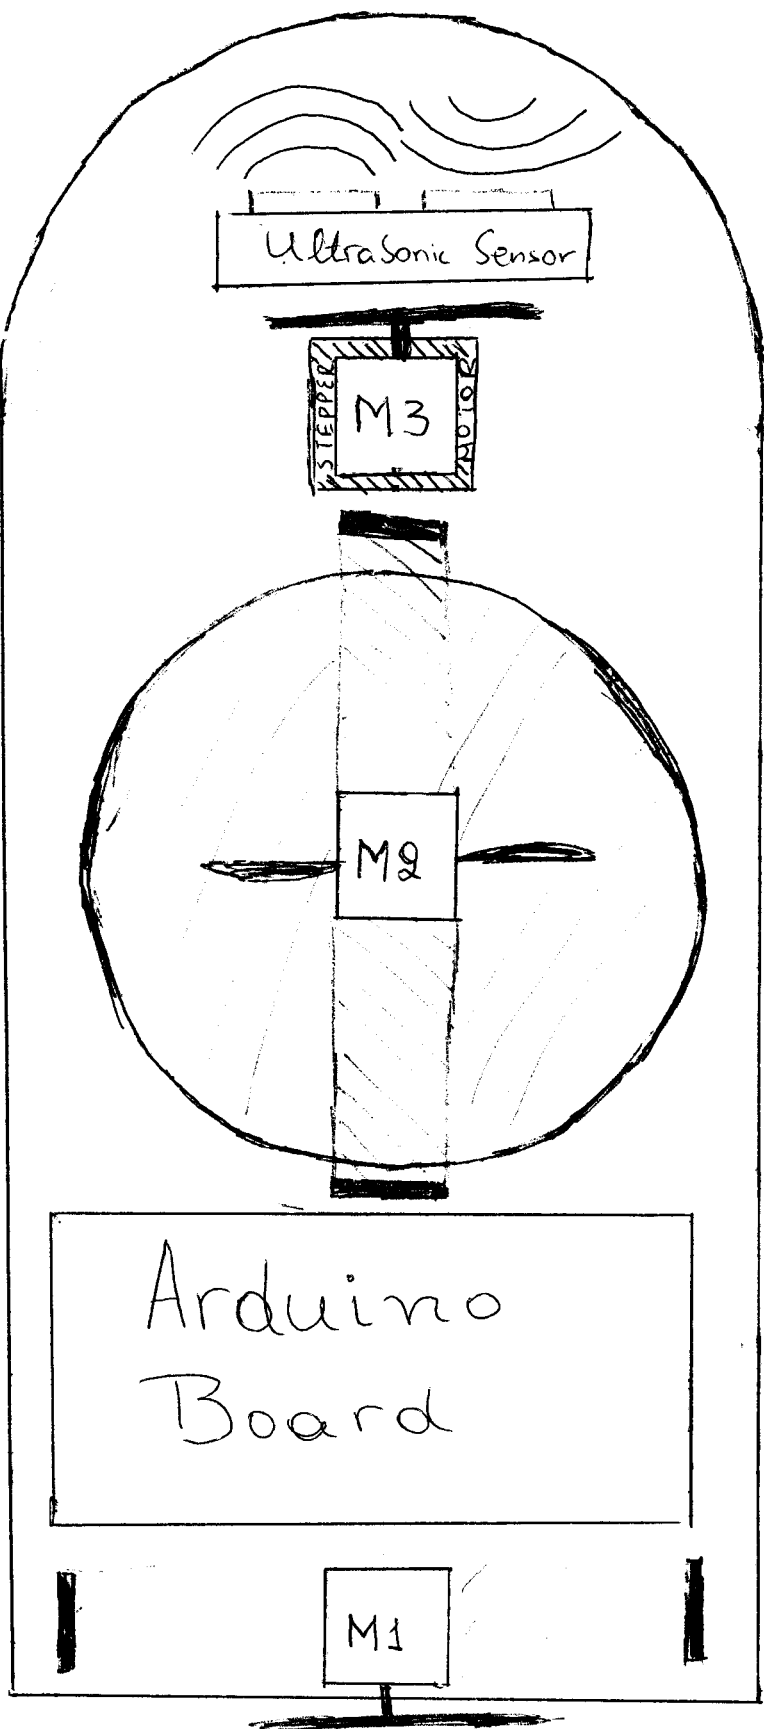 Ultrasonic Sensor
STEPPER
M3
MOTOR
M2
Arduino
Board
M1